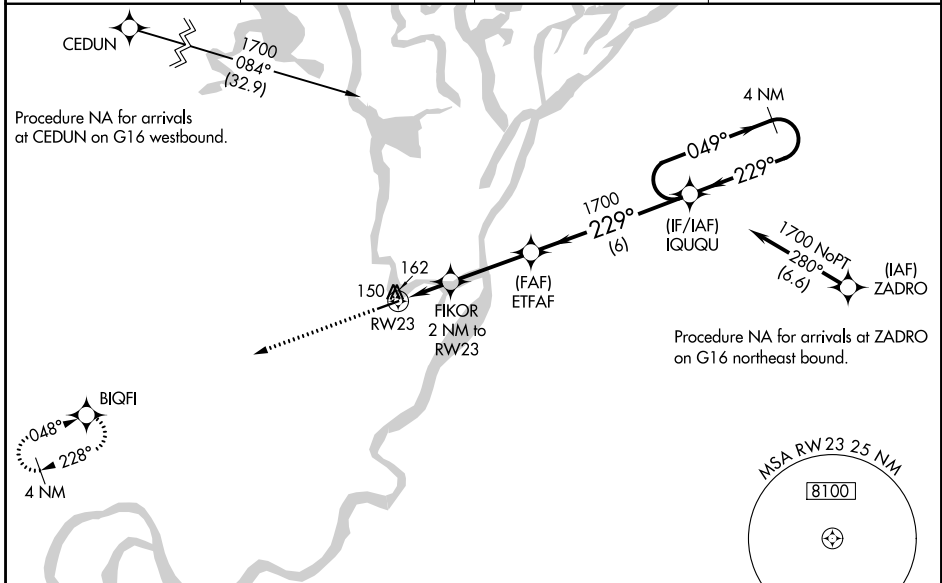 CEDUN
1700
084°
(32.9)
Procedure NA for arrivals
at CEDUN on G16 westbound.
4 NM
049°
229°
1700
229°
(6)
(IF/IAF)
IQUQU
1700 NoPT
280°
(6.6)
(IAF)
ZADRO
(FAF)
ETFAF
162
150
RW23
FIKOR
2 NM to
RW23
Procedure NA for arrivals at ZADRO
on G16 northeast bound.
BIQFI
048°
228°
4 NM
MSA RW 23 25 NM
8100